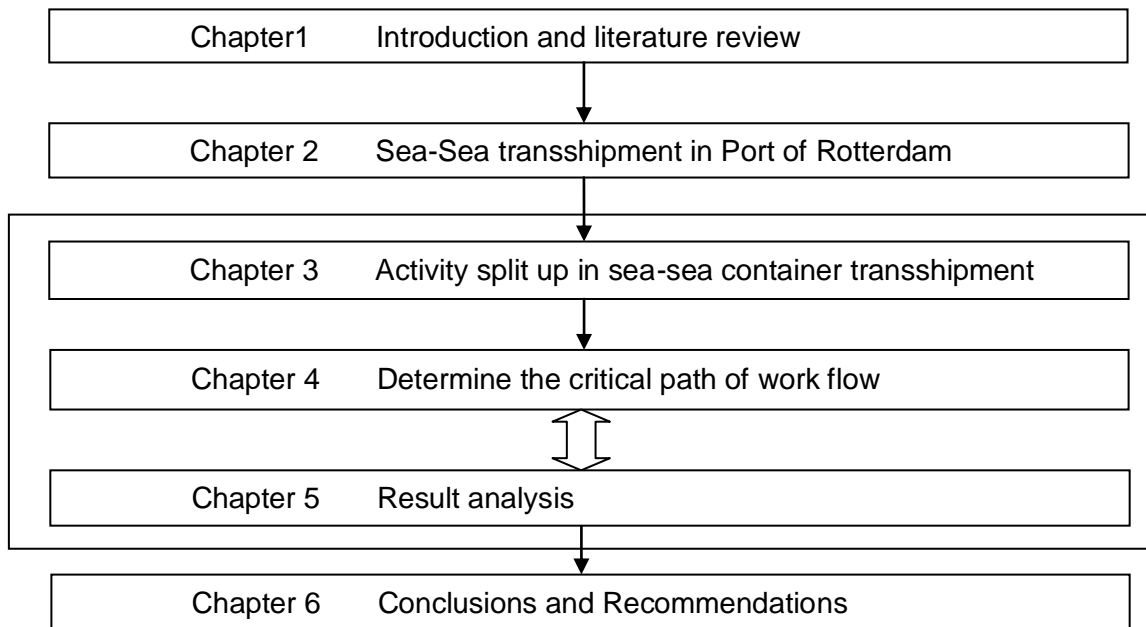 Chapter1 Introduction and literature review
Chapter 2 Sea-Sea transshipment in Port of Rotterdam
Chapter 3 Activity split up in sea-sea container transshipment
Chapter 4 Determine the critical path of work flow
Chapter 5 Result analysis
Chapter 6 Conclusions and Recommendations